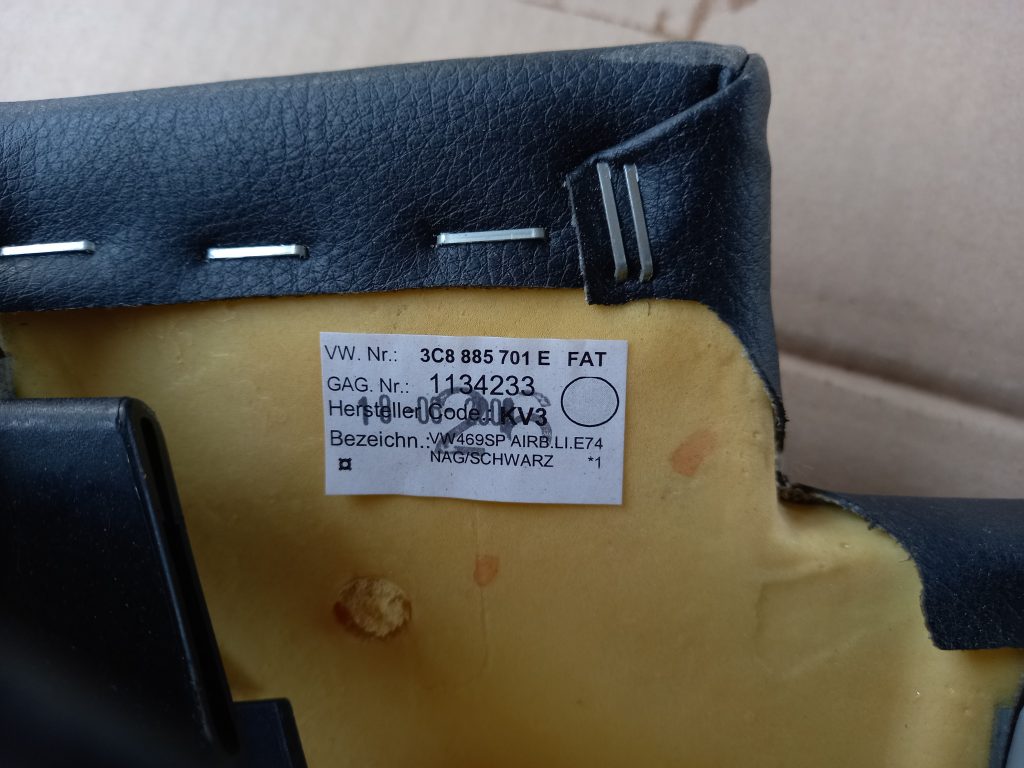 VW. Nr.: 3C8 885 701 E FAT
GAG. Nr.: 1134233
Hersteller Code.: KV3
Bezeichn.: VW469SP AIRB.LI.E74
NAG/SCHWARZ *1